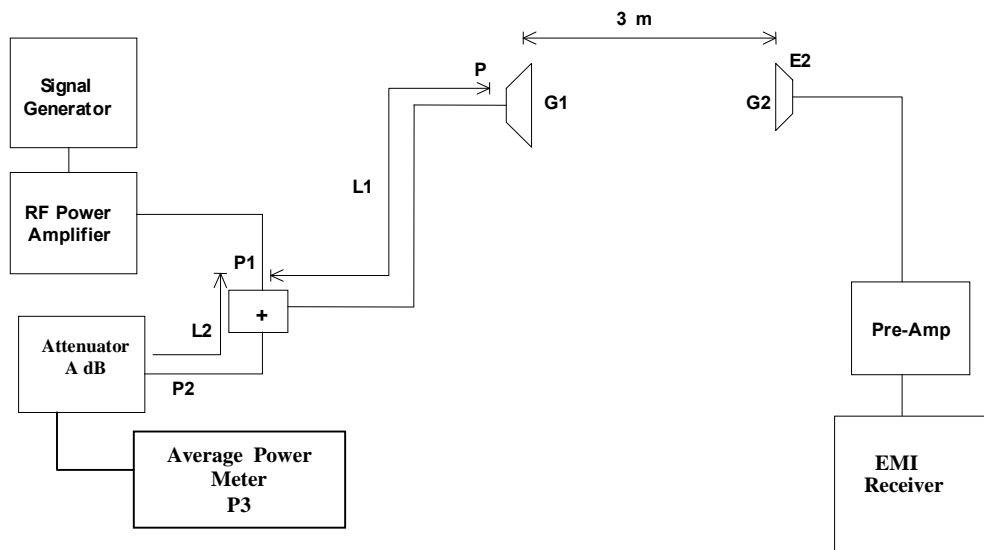 3 m
Signal
Generator
P
E2
G1
G2
L1
RF Power
Amplifier
P1
+
L2
Attenuator
A dB
P2
Pre-Amp
Average Power
Meter
P3
EMI
Receiver